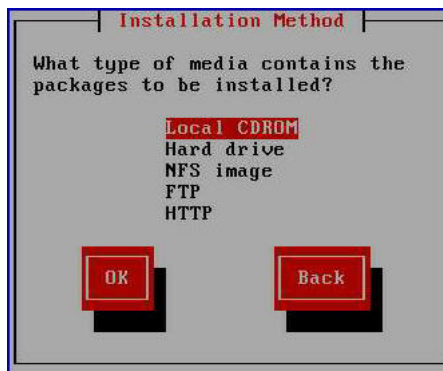 Installation Method
What type of media contains the
packages to be installed?
Local CDROM
Hard drive
NFS image
FTP
HTTP
OK
Back